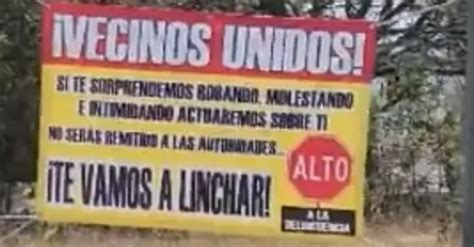 ¡VECINOS UNIDOS!
SI TE SORPRENDEMOS ROBANDO, MOLESTANDO
E INTIMIDANDO ACTUAREMOS SOBRE TI
NO SERÁS REMITIDO A LAS AUTORIDADES...
¡TE VAMOS A LINCHAR!
ALTO
A LA
DELINCUENCIA